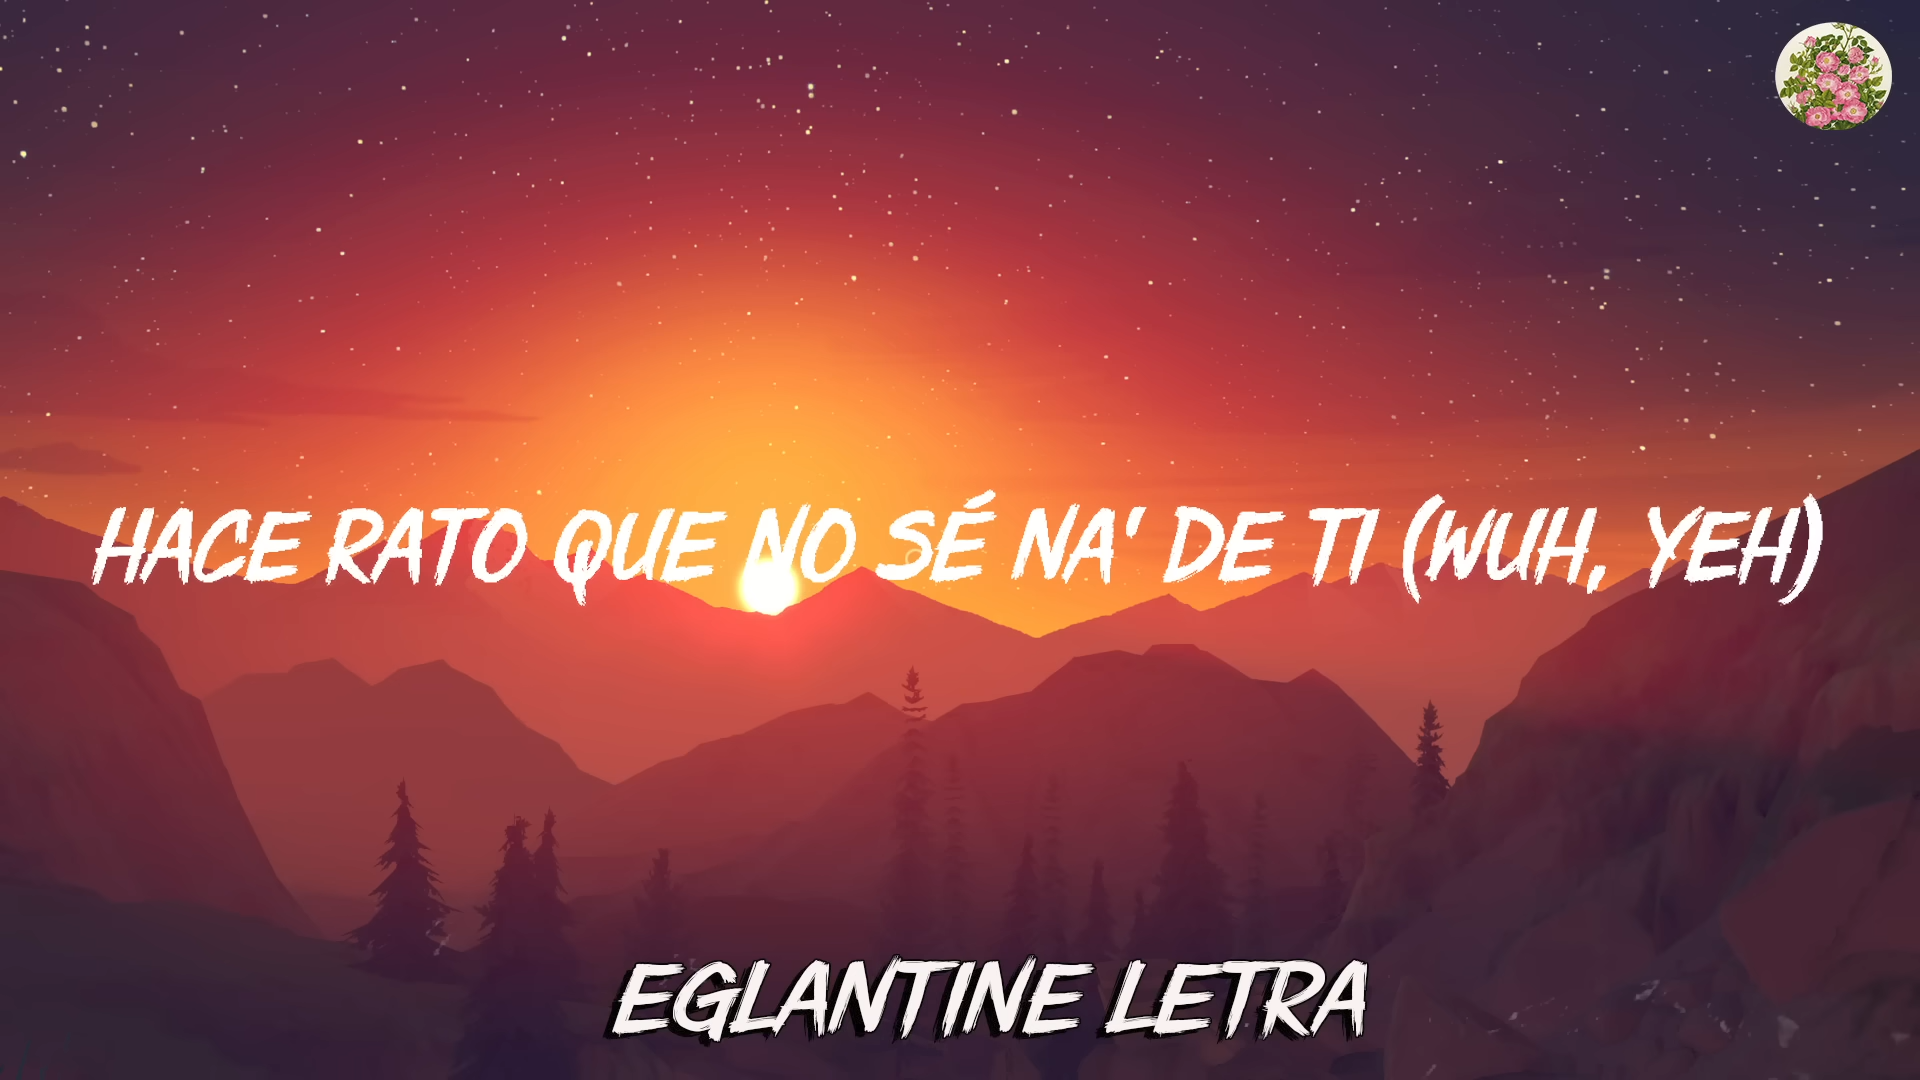 HACE RATO QUE NO SÉ NA' DE TI (WUH, YEH)
EGLANTINE LETRA